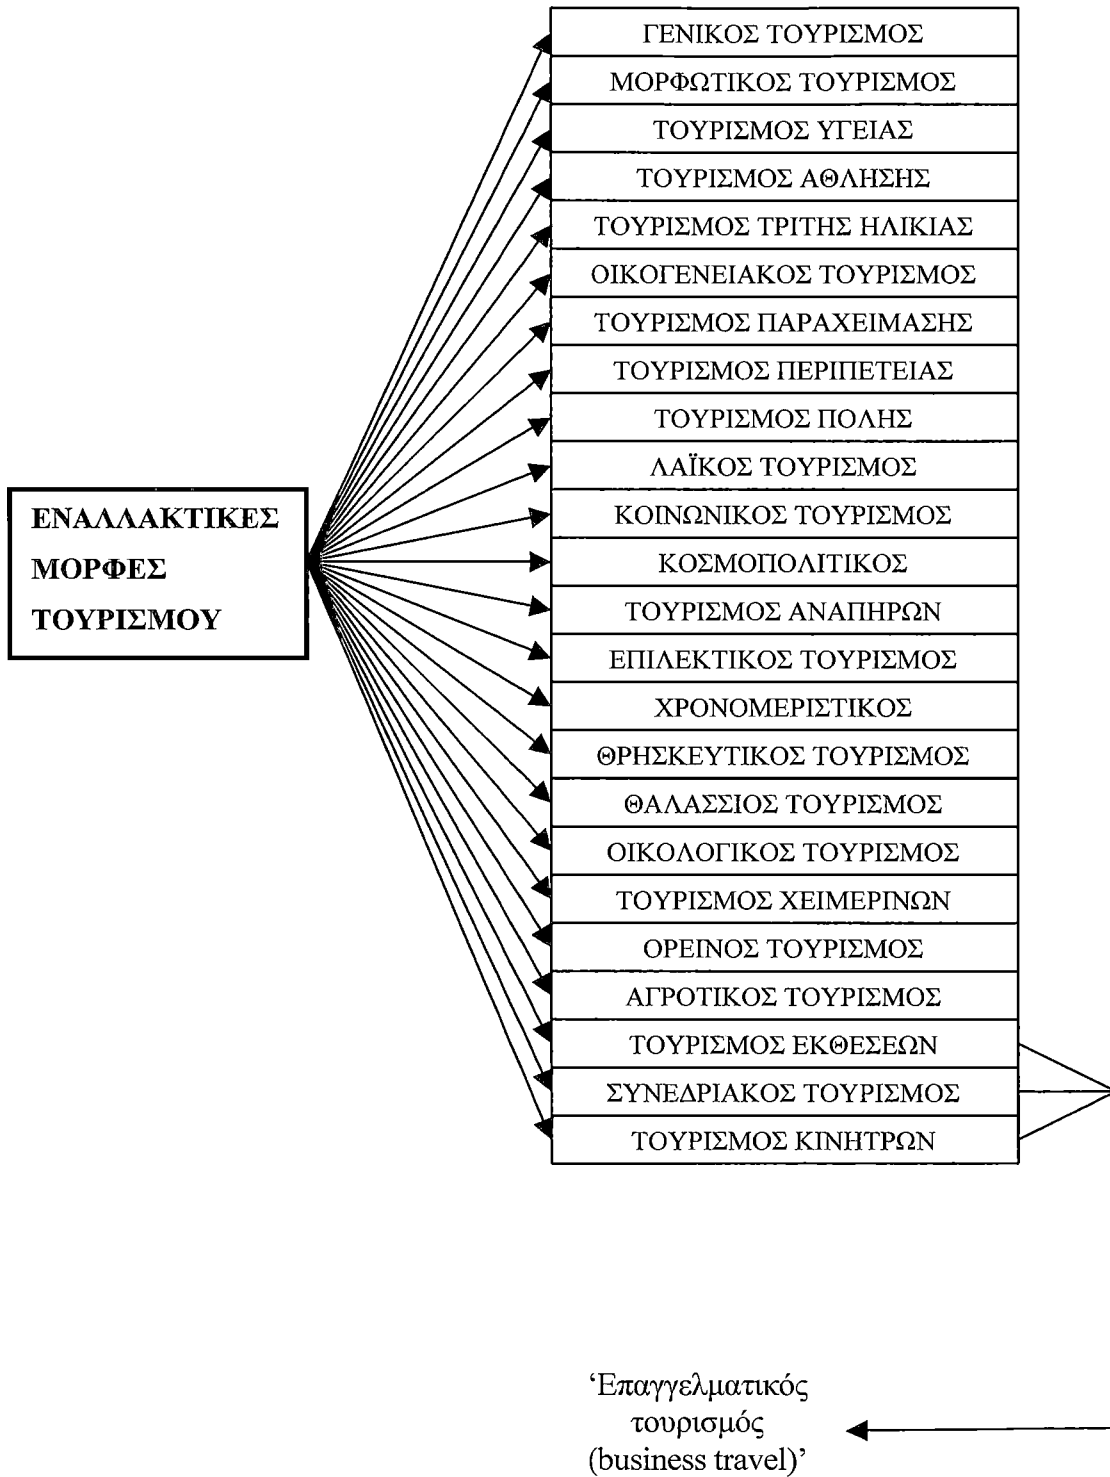 ΓΕΝΙΚΟΣ ΤΟΥΡΙΣΜΟΣ
ΜΟΡΦΩΤΙΚΟΣ ΤΟΥΡΙΣΜΟΣ
ΤΟΥΡΙΣΜΟΣ ΥΓΕΙΑΣ
ΤΟΥΡΙΣΜΟΣ ΑΘΛΗΣΗΣ
ΤΟΥΡΙΣΜΟΣ ΤΡΙΤΗΣ ΗΛΙΚΙΑΣ
ΟΙΚΟΓΕΝΕΙΑΚΟΣ ΤΟΥΡΙΣΜΟΣ
ΤΟΥΡΙΣΜΟΣ ΠΑΡΑΧΕΙΜΑΣΗΣ
ΤΟΥΡΙΣΜΟΣ ΠΕΡΙΠΕΤΕΙΑΣ
ΤΟΥΡΙΣΜΟΣ ΠΟΛΗΣ
ΛΑΪΚΟΣ ΤΟΥΡΙΣΜΟΣ
ΚΟΙΝΩΝΙΚΟΣ ΤΟΥΡΙΣΜΟΣ
ΚΟΣΜΟΠΟΛΙΤΙΚΟΣ
ΤΟΥΡΙΣΜΟΣ ΑΝΑΠΗΡΩΝ
ΕΠΙΛΕΚΤΙΚΟΣ ΤΟΥΡΙΣΜΟΣ
ΧΡΟΝΟΜΕΡΙΣΤΙΚΟΣ
ΘΡΗΣΚΕΥΤΙΚΟΣ ΤΟΥΡΙΣΜΟΣ
ΘΑΛΑΣΣΙΟΣ ΤΟΥΡΙΣΜΟΣ
ΟΙΚΟΛΟΓΙΚΟΣ ΤΟΥΡΙΣΜΟΣ
ΤΟΥΡΙΣΜΟΣ ΧΕΙΜΕΡΙΝΩΝ
ΟΡΕΙΝΟΣ ΤΟΥΡΙΣΜΟΣ
ΑΓΡΟΤΙΚΟΣ ΤΟΥΡΙΣΜΟΣ
ΤΟΥΡΙΣΜΟΣ ΕΚΘΕΣΕΩΝ
ΣΥΝΕΔΡΙΑΚΟΣ ΤΟΥΡΙΣΜΟΣ
ΤΟΥΡΙΣΜΟΣ ΚΙΝΗΤΡΩΝ
ΕΝΑΛΛΑΚΤΙΚΕΣ
ΜΟΡΦΕΣ
ΤΟΥΡΙΣΜΟΥ
‘Επαγγελματικός
τουρισμός
(business travel)’